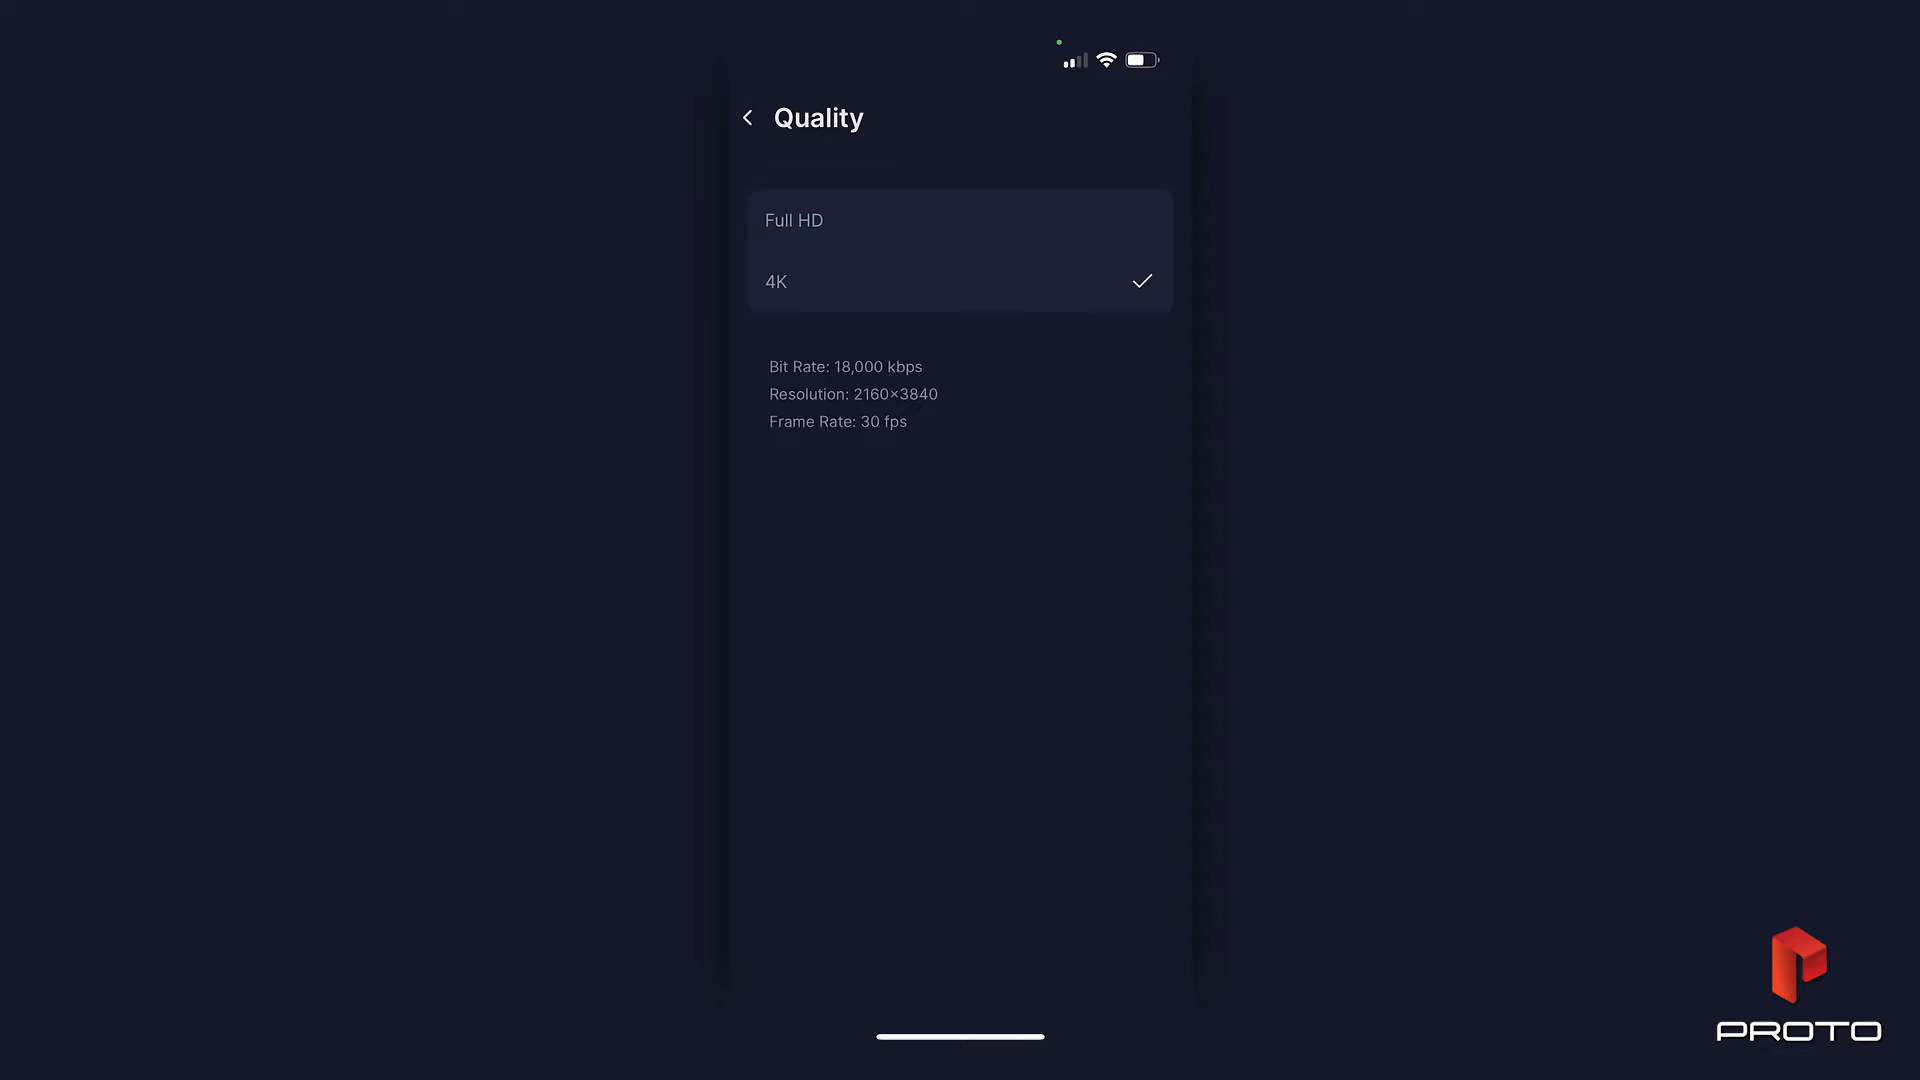 Quality
Full HD
4K
Bit Rate: 18,000 kbps
Resolution: 2160×3840
Frame Rate: 30 fps
PROTO